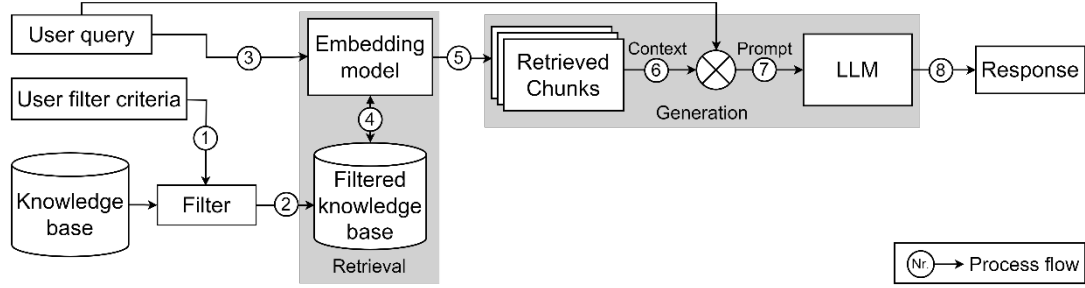 User query
3
Embedding
model
5
Retrieved
Chunks
Context
6
Prompt
7
LLM
8
Response
Generation
User filter criteria
1
4
Knowledge
base
Filter
2
Filtered
knowledge
base
Retrieval
Nr.
Process flow